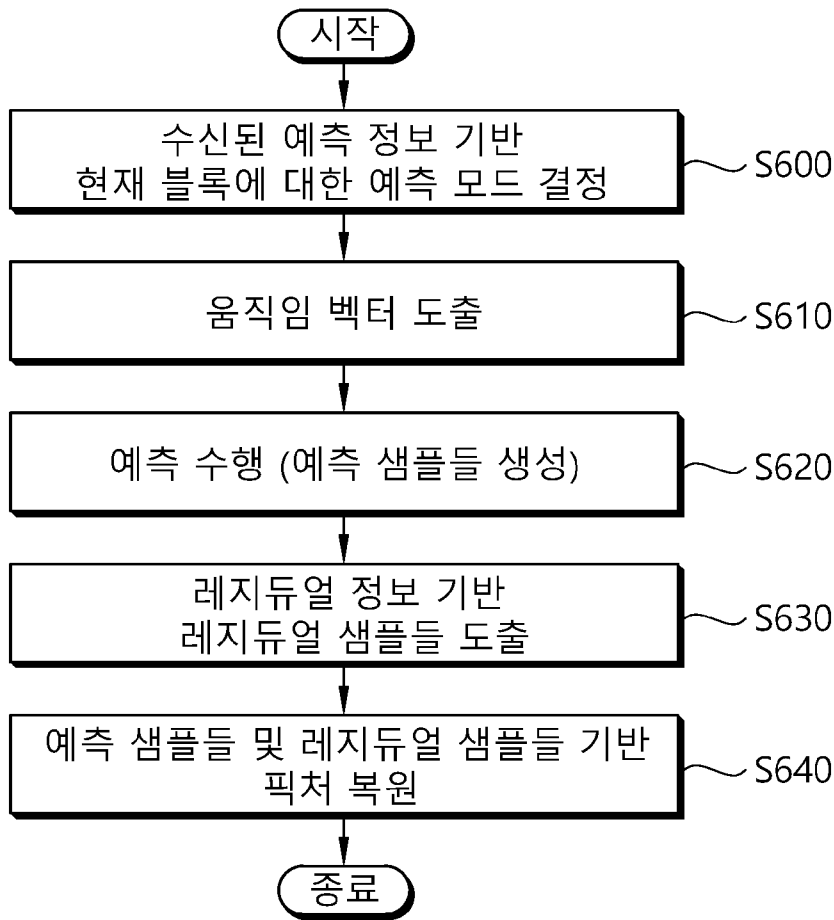 시작
수신된 예측 정보 기반
현재 블록에 대한 예측 모드 결정
S600
움직임 벡터 도출
S610
예측 수행 (예측 샘플들 생성)
S620
레지듀얼 정보 기반
레지듀얼 샘플들 도출
S630
예측 샘플들 및 레지듀얼 샘플들 기반
픽처 복원
S640
종료